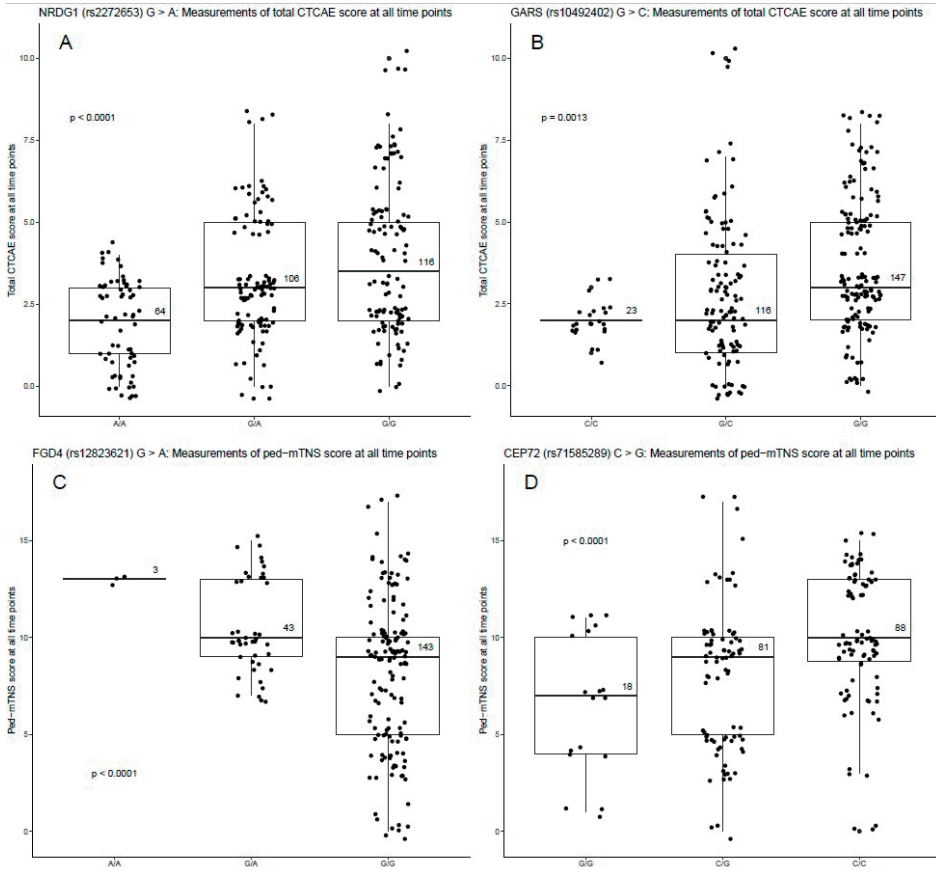 NRDG1 (rs2272653) G > A: Measurements of total CTCAE score at all time points
A
p < 0.0001
Total CTCAE score at all time points
10.0
7.5
5.0
2.5
0.0
64
106
116
A/A
G/A
G/G
GARS (rs10492402) G > C: Measurements of total CTCAE score at all time points
B
p = 0.0013
Total CTCAE score at all time points
10.0
7.5
5.0
2.5
0.0
23
116
147
C/C
G/C
G/G
FGD4 (rs12823621) G > A: Measurements of ped-mTNS score at all time points
C
Ped-mTNS score at all time points
15
10
5
0
3
43
143
p < 0.0001
A/A
G/A
G/G
CEP72 (rs71585289) C > G: Measurements of ped-mTNS score at all time points
D
p < 0.0001
Ped-mTNS score at all time points
15
10
5
0
18
81
88
G/G
C/G
C/C